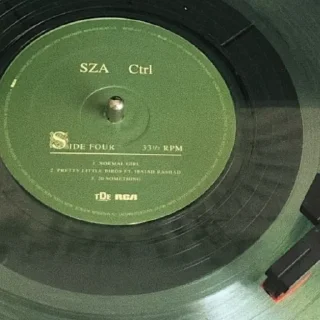 SZA Ctrl
SIDE FOUR 33⅓ RPM
1. NORMAL GIRL
2. PRETTY LITTLE BIRDS FT. ISAIAH RASHAD
3. 20 SOMETHING
TDE RCA